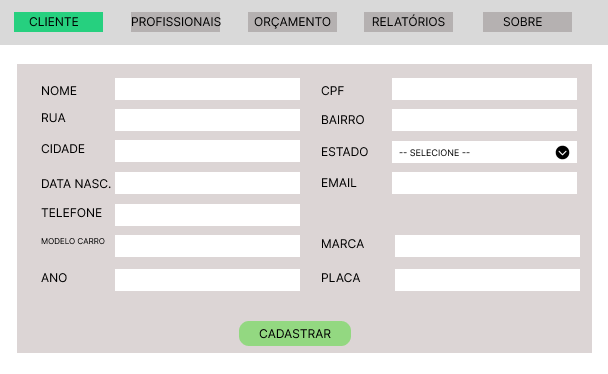 CLIENTE PROFISSIONAIS ORÇAMENTO RELATÓRIOS SOBRE
NOME CPF
RUA BAIRRO
CIDADE ESTADO -- SELECIONE --
DATA NASC. EMAIL
TELEFONE
MODELO CARRO MARCA
ANO PLACA
CADASTRAR